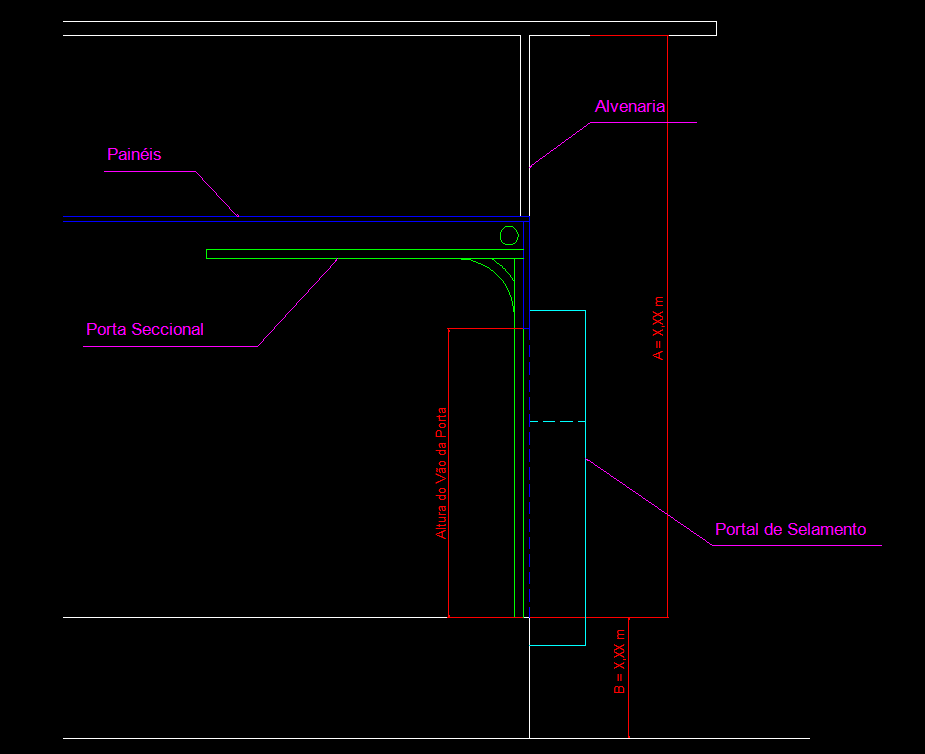 Alvenaria
Painéis
Porta Seccional
A = X,XX m
Altura do Vão da Porta
Portal de Selamento
B = X,XX m